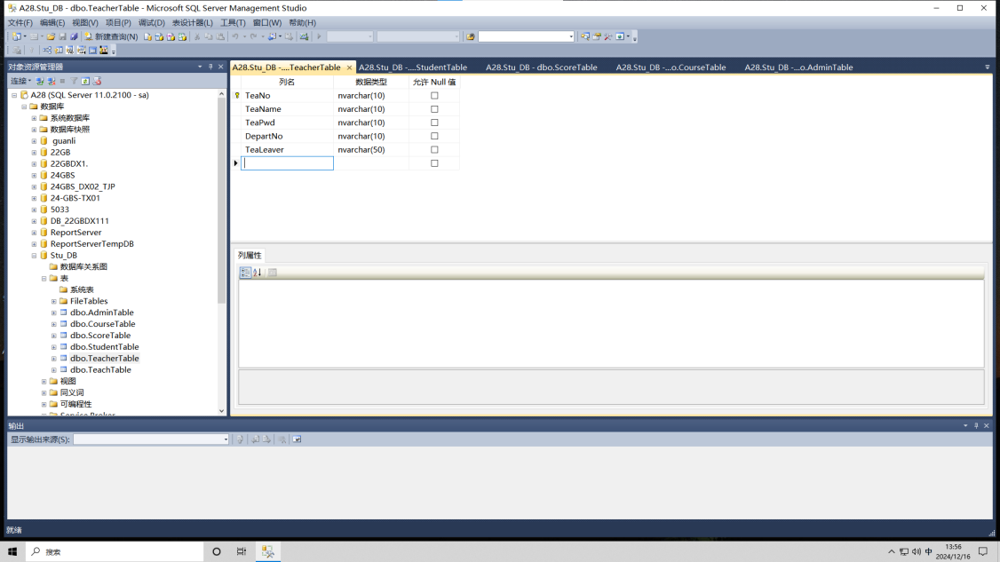 A28.Stu_DB - dbo.TeacherTable - Microsoft SQL Server Management Studio
文件(F) 编辑(E) 视图(V) 项目(P) 调试(D) 表设计器(L) 工具(T) 窗口(W) 帮助(H)
新建查询(N)
对象资源管理器
连接
A28 (SQL Server 11.0.2100 - sa)
数据库
系统数据库
数据库快照
guanli
22GB
22GBDX1.
24GBS
24GBS_DX02_TJP
24-GBS-TX01
5033
DB_22GBDX111
ReportServer
ReportServerTempDB
Stu_DB
数据库关系图
表
系统表
FileTables
dbo.AdminTable
dbo.CourseTable
dbo.ScoreTable
dbo.StudentTable
dbo.TeacherTable
dbo.TeachTable
视图
同义词
可编程性
Service Broker
A28.Stu_DB -....TeacherTable A28.Stu_DB -....StudentTable A28.Stu_DB - dbo.ScoreTable A28.Stu_DB -...o.CourseTable A28.Stu_DB -...o.AdminTable
列名 数据类型 允许 Null 值
TeaNo nvarchar(10)
TeaName nvarchar(10)
TeaPwd nvarchar(10)
DepartNo nvarchar(10)
TeaLeaver nvarchar(50)
列属性
输出
显示输出来源(S):
就绪
搜索
中
13:56
2024/12/16